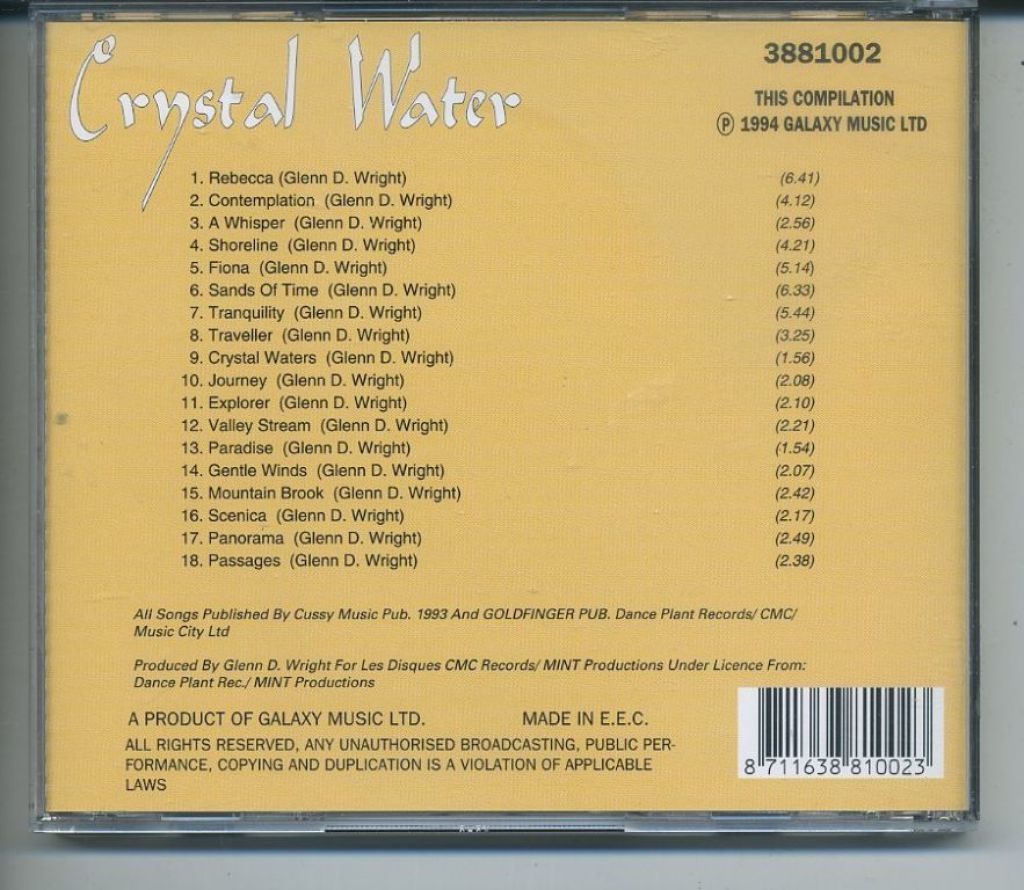 Crystal Water
3881002
THIS COMPILATION
Ⓟ 1994 GALAXY MUSIC LTD
1. Rebecca (Glenn D. Wright) (6.41)
2. Contemplation (Glenn D. Wright) (4.12)
3. A Whisper (Glenn D. Wright) (2.56)
4. Shoreline (Glenn D. Wright) (4.21)
5. Fiona (Glenn D. Wright) (5.14)
6. Sands Of Time (Glenn D. Wright) (6.33)
7. Tranquility (Glenn D. Wright) (5.44)
8. Traveller (Glenn D. Wright) (3.25)
9. Crystal Waters (Glenn D. Wright) (1.56)
10. Journey (Glenn D. Wright) (2.08)
11. Explorer (Glenn D. Wright) (2.10)
12. Valley Stream (Glenn D. Wright) (2.21)
13. Paradise (Glenn D. Wright) (1.54)
14. Gentle Winds (Glenn D. Wright) (2.07)
15. Mountain Brook (Glenn D. Wright) (2.42)
16. Scenica (Glenn D. Wright) (2.17)
17. Panorama (Glenn D. Wright) (2.49)
18. Passages (Glenn D. Wright) (2.38)
All Songs Published By Cussy Music Pub. 1993 And GOLDFINGER PUB. Dance Plant Records/ CMC/
Music City Ltd
Produced By Glenn D. Wright For Les Disques CMC Records/ MINT Productions Under Licence From:
Dance Plant Rec./ MINT Productions
A PRODUCT OF GALAXY MUSIC LTD. MADE IN E.E.C.
ALL RIGHTS RESERVED, ANY UNAUTHORISED BROADCASTING, PUBLIC PER-
FORMANCE, COPYING AND DUPLICATION IS A VIOLATION OF APPLICABLE
LAWS
8 711638 810023